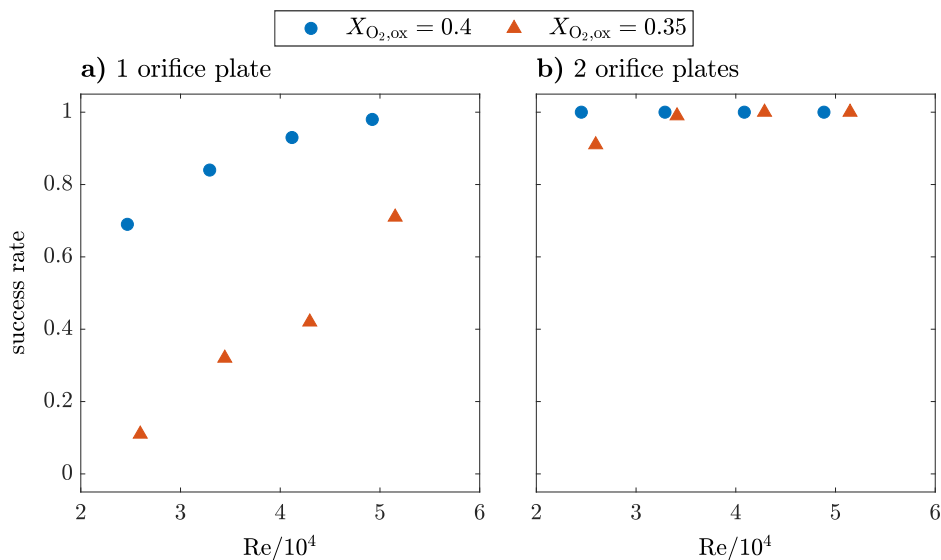 X_{O_2,ox} = 0.4 X_{O_2,ox} = 0.35
a) 1 orifice plate
b) 2 orifice plates
success rate
1
0.8
0.6
0.4
0.2
0
2 3 4 5 6
2 3 4 5 6
Re/10^4
Re/10^4